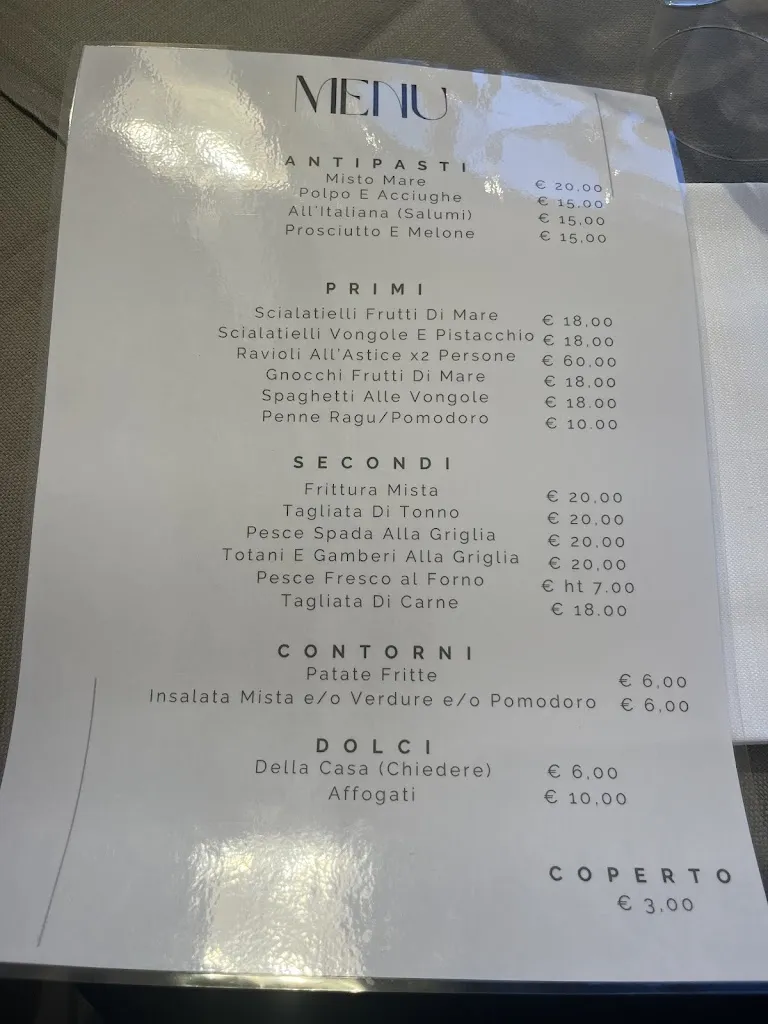 MENU
ANTIPASTI
Misto Mare € 20,00
Polpo E Acciughe € 15,00
All'Italiana (Salumi) € 15,00
Prosciutto E Melone € 15,00
PRIMI
Scialatielli Frutti Di Mare € 18,00
Scialatielli Vongole E Pistacchio € 18,00
Ravioli All'Astice x2 Persone € 60,00
Gnocchi Frutti Di Mare € 18,00
Spaghetti Alle Vongole € 18.00
Penne Ragu/Pomodoro € 10.00
SECONDI
Frittura Mista € 20,00
Tagliata Di Tonno € 20,00
Pesce Spada Alla Griglia € 20,00
Totani E Gamberi Alla Griglia € 20,00
Pesce Fresco al Forno € ht 7.00
Tagliata Di Carne € 18.00
CONTORNI
Patate Fritte € 6,00
Insalata Mista e/o Verdure e/o Pomodoro € 6,00
DOLCI
Della Casa (Chiedere) € 6,00
Affogati € 10,00
COPERTO
€ 3,00